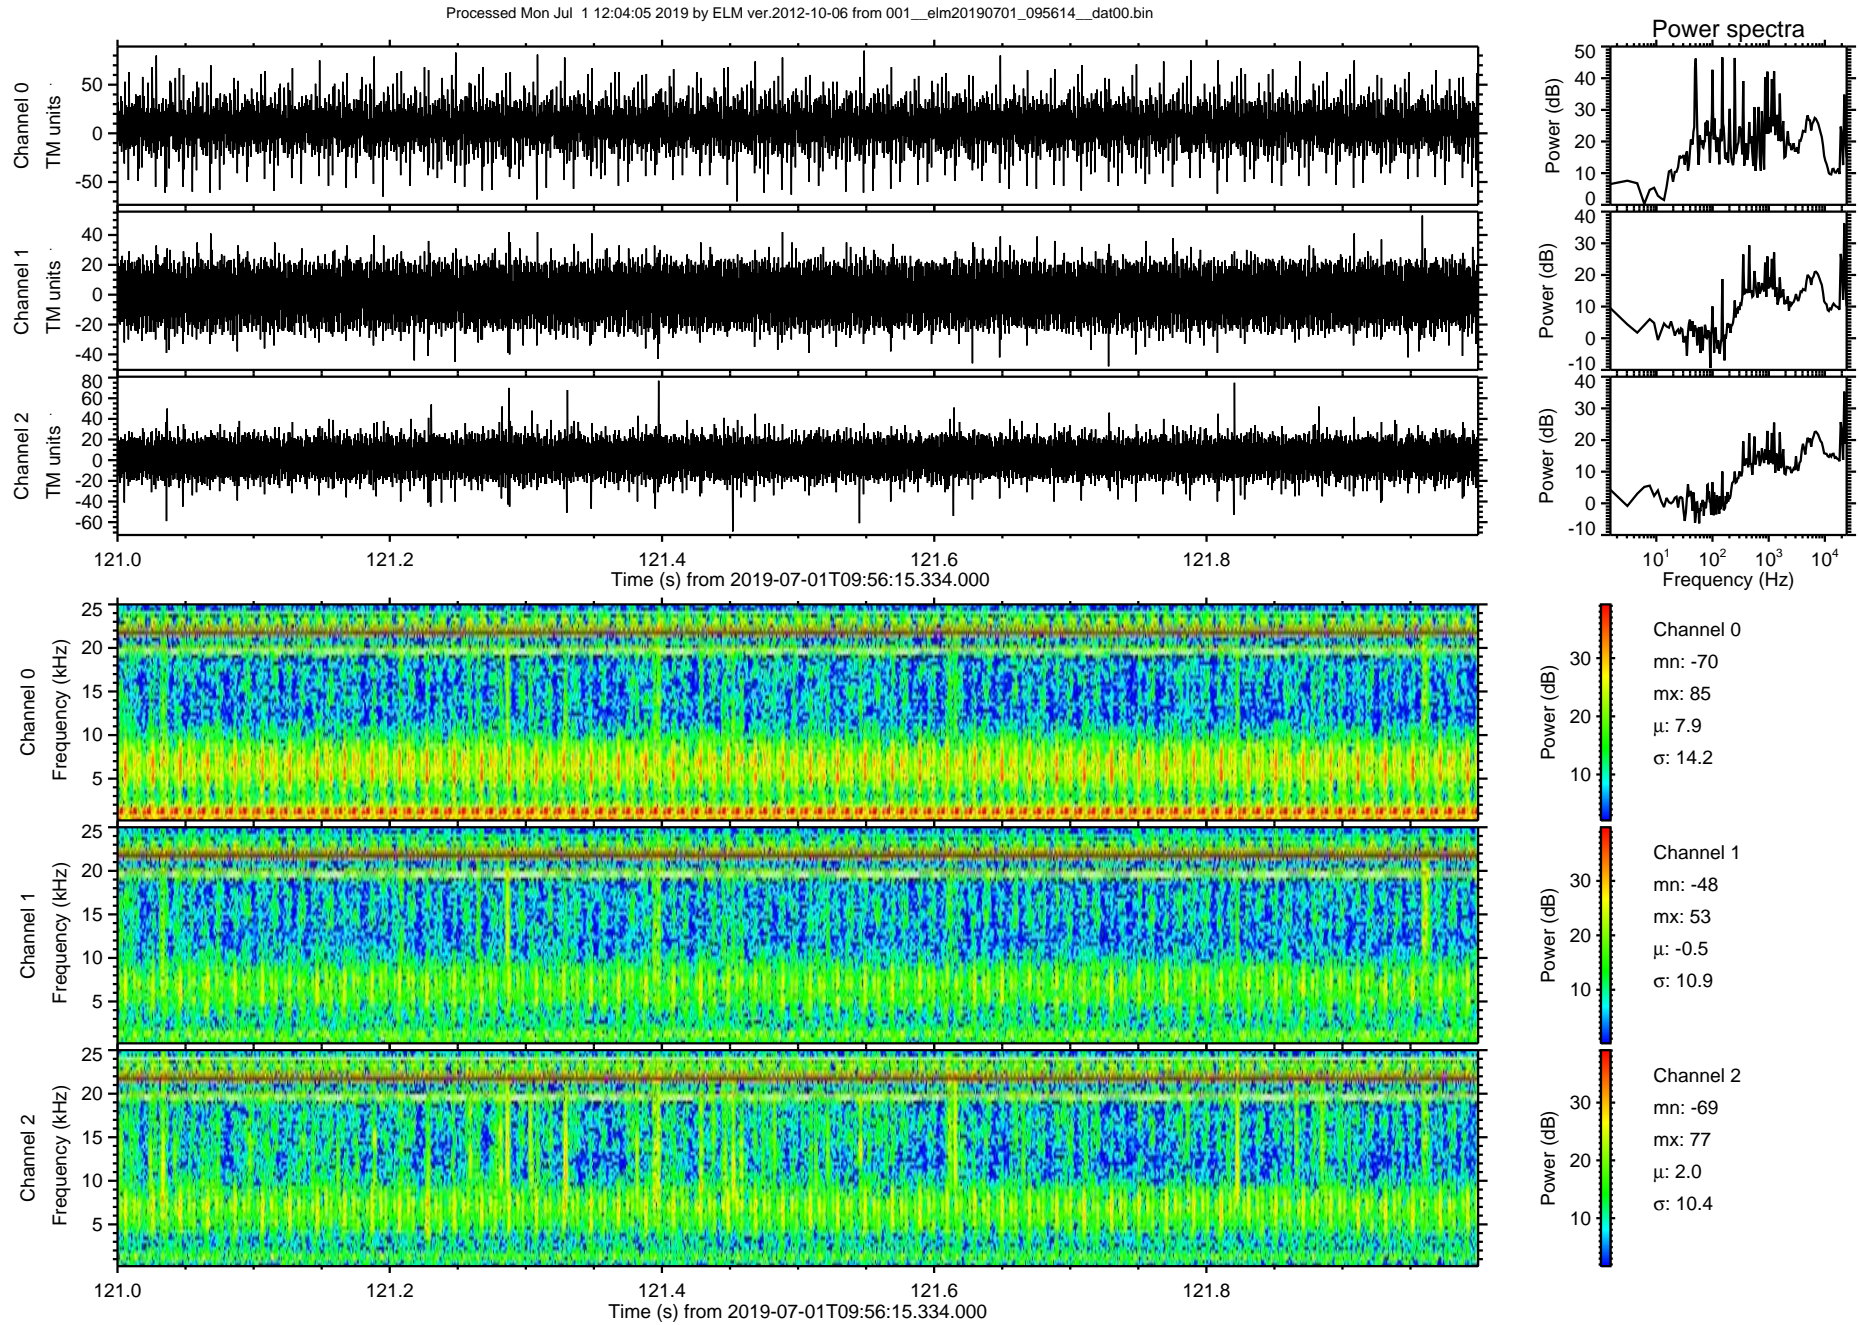 Processed Mon Jul  1 12:04:05 2019 by ELM ver.2012-10-06 from 001__elm20190701_095614__dat00.bin
Power spectra
Channel 0
TM units
50
0
-50
Power (dB)
50
40
30
20
10
0
Channel 1
TM units
40
20
0
-20
-40
Power (dB)
40
30
20
10
0
-10
Channel 2
TM units
80
60
40
20
0
-20
-40
-60
Power (dB)
40
30
20
10
0
-10
121.0 121.2 121.4 121.6 121.8
Time (s) from 2019-07-01T09:56:15.334.000
10^1 10^2 10^3 10^4
Frequency (Hz)
Channel 0
Frequency (kHz)
25
20
15
10
5
Power (dB)
30
20
10
Channel 0
mn: -70
mx: 85
μ: 7.9
σ: 14.2
Channel 1
Frequency (kHz)
25
20
15
10
5
Power (dB)
30
20
10
Channel 1
mn: -48
mx: 53
μ: -0.5
σ: 10.9
Channel 2
Frequency (kHz)
25
20
15
10
5
Power (dB)
30
20
10
Channel 2
mn: -69
mx: 77
μ: 2.0
σ: 10.4
121.0 121.2 121.4 121.6 121.8
Time (s) from 2019-07-01T09:56:15.334.000